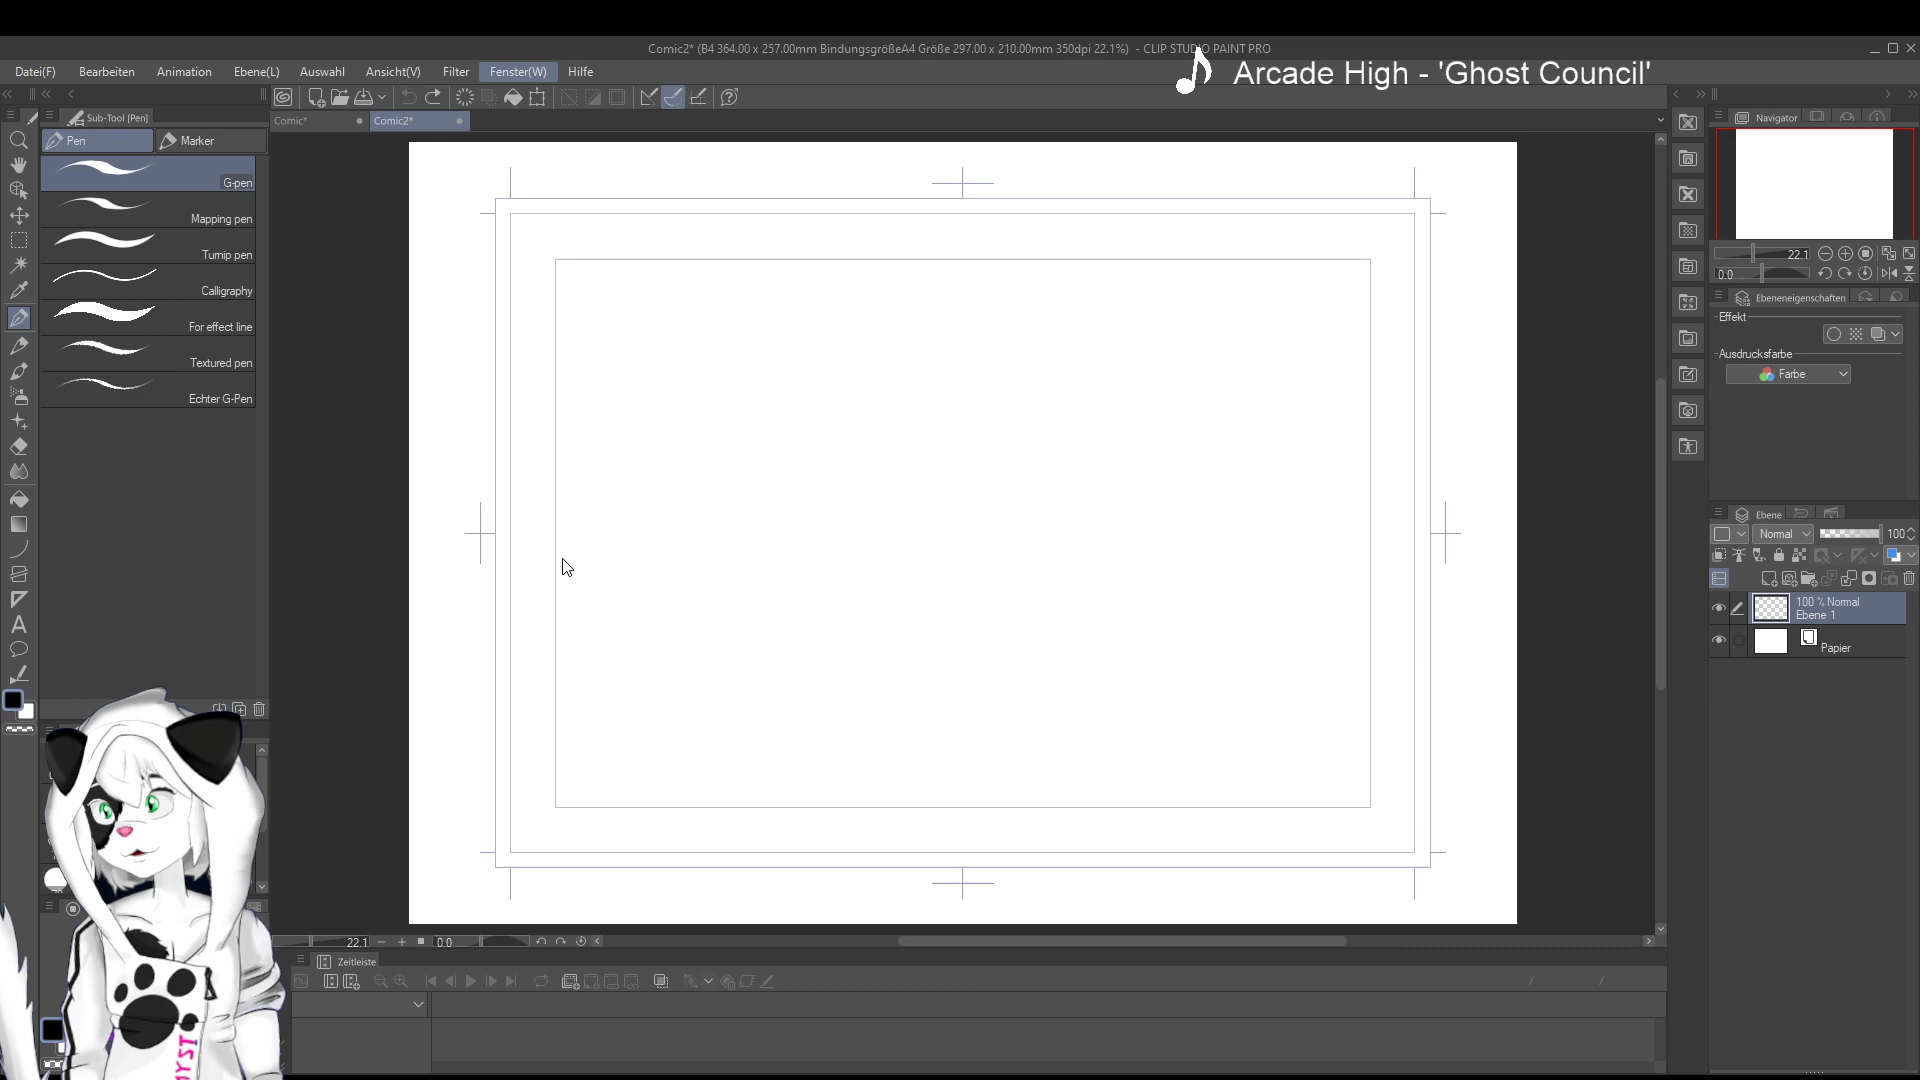 Comic2* (B4 364.00 x 257.00mm BindungsgrößeA4 Größe 297.00 x 210.00mm 350dpi 22.1%) - CLIP STUDIO PAINT PRO
Datei(F) Bearbeiten Animation Ebene(L) Auswahl Ansicht(V) Filter Fenster(W) Hilfe
Arcade High - 'Ghost Council'
Comic* Comic2*
Sub-Tool [Pen]
Pen Marker
G-pen
Mapping pen
Turnip pen
Calligraphy
For effect line
Textured pen
Echter G-Pen
Navigator
22.1
0.0
Ebeneneigenschaften
Effekt
Ausdrucksfarbe
Farbe
Ebene
Normal 100
100 % Normal
Ebene 1
Papier
22.1 0.0
Zeitleiste
MYST